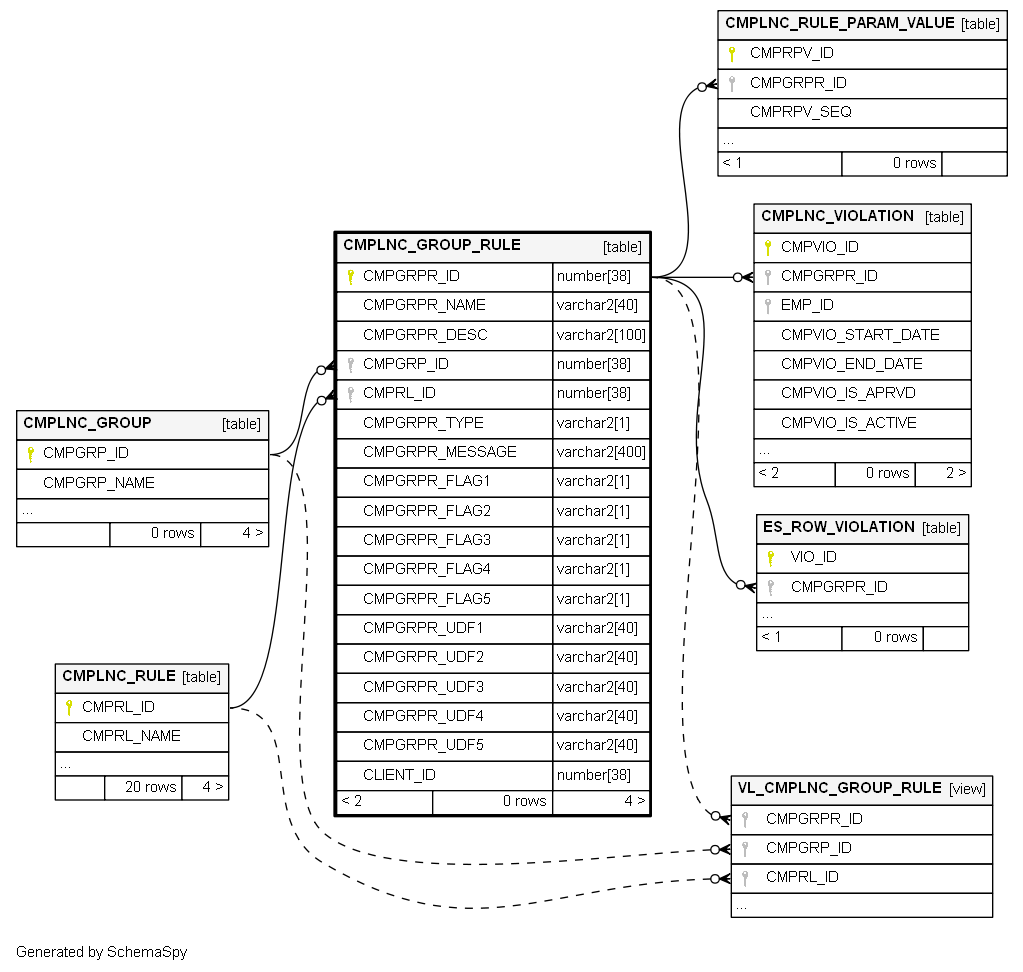 CMPLNC_RULE_PARAM_VALUE [table]
CMPRPV_ID
CMPGRPR_ID
CMPRPV_SEQ
...
< 1 0 rows
CMPLNC_VIOLATION [table]
CMPVIO_ID
CMPGRPR_ID
EMP_ID
CMPVIO_START_DATE
CMPVIO_END_DATE
CMPVIO_IS_APRVD
CMPVIO_IS_ACTIVE
...
< 2 0 rows 2 >
CMPLNC_GROUP_RULE [table]
CMPGRPR_ID number[38]
CMPGRPR_NAME varchar2[40]
CMPGRPR_DESC varchar2[100]
CMPGRP_ID number[38]
CMPRL_ID number[38]
CMPGRPR_TYPE varchar2[1]
CMPGRPR_MESSAGE varchar2[400]
CMPGRPR_FLAG1 varchar2[1]
CMPGRPR_FLAG2 varchar2[1]
CMPGRPR_FLAG3 varchar2[1]
CMPGRPR_FLAG4 varchar2[1]
CMPGRPR_FLAG5 varchar2[1]
CMPGRPR_UDF1 varchar2[40]
CMPGRPR_UDF2 varchar2[40]
CMPGRPR_UDF3 varchar2[40]
CMPGRPR_UDF4 varchar2[40]
CMPGRPR_UDF5 varchar2[40]
CLIENT_ID number[38]
< 2 0 rows 4 >
CMPLNC_GROUP [table]
CMPGRP_ID
CMPGRP_NAME
...
0 rows 4 >
ES_ROW_VIOLATION [table]
VIO_ID
CMPGRPR_ID
...
< 1 0 rows
CMPLNC_RULE [table]
CMPRL_ID
CMPRL_NAME
...
20 rows 4 >
VL_CMPLNC_GROUP_RULE [view]
CMPGRPR_ID
CMPGRP_ID
CMPRL_ID
...
Generated by SchemaSpy